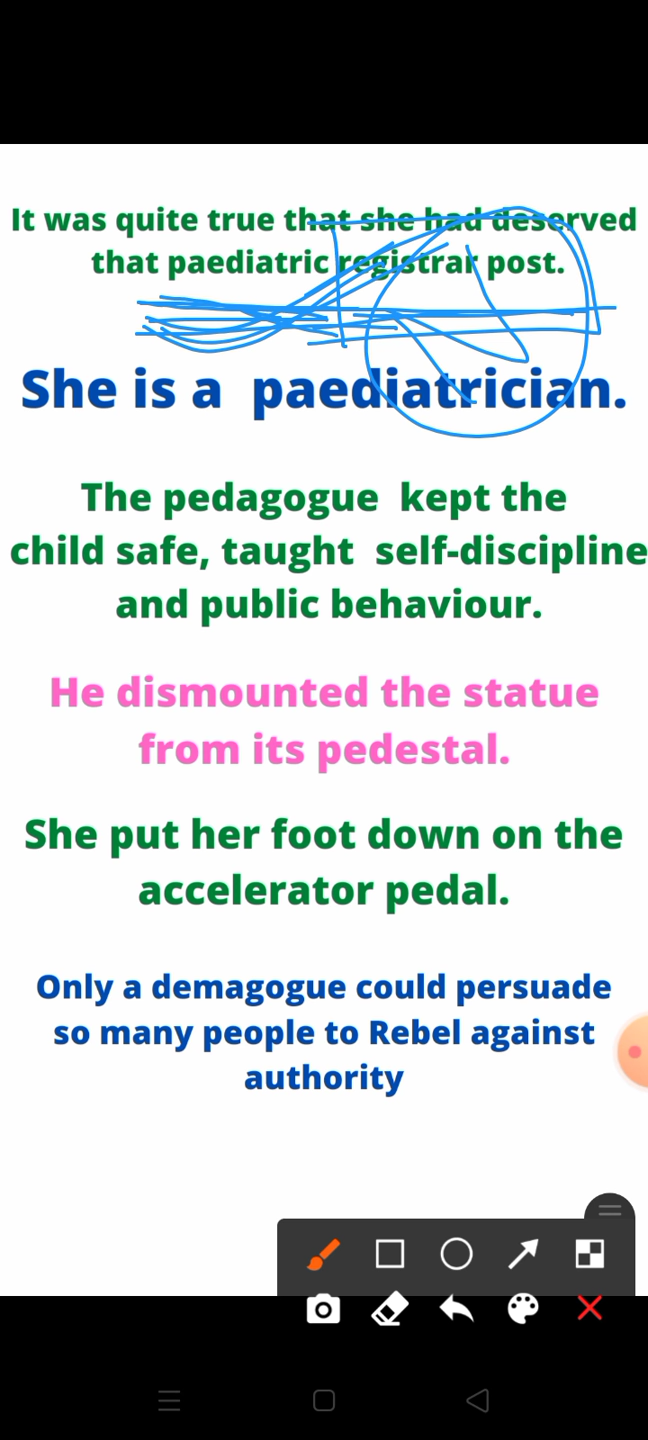 It was quite true that she had deserved
that paediatric registrar post.
She is a paediatrician.
The pedagogue kept the
child safe, taught self-discipline
and public behaviour.
He dismounted the statue
from its pedestal.
She put her foot down on the
accelerator pedal.
Only a demagogue could persuade
so many people to Rebel against
authority